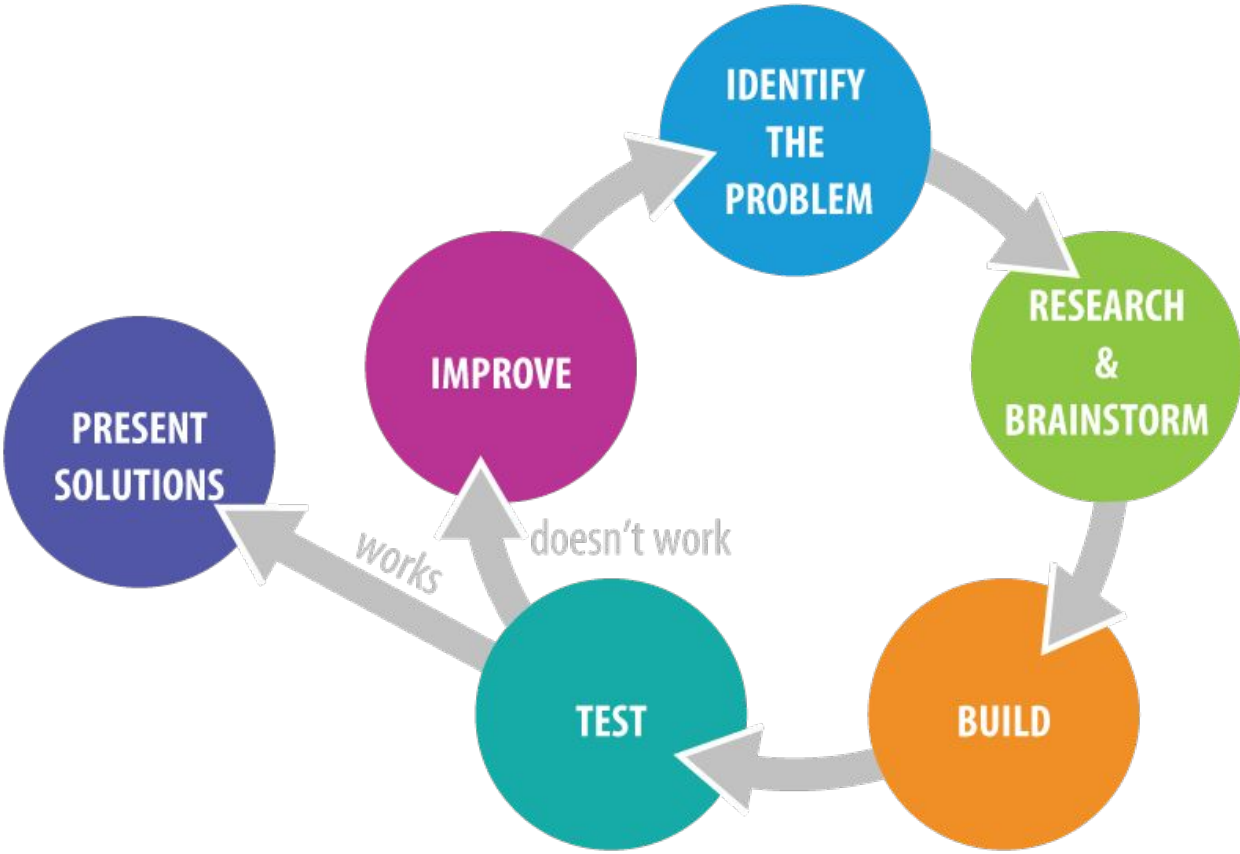 IDENTIFY
THE
PROBLEM
RESEARCH
&
BRAINSTORM
BUILD
TEST
doesn't work
IMPROVE
works
PRESENT
SOLUTIONS